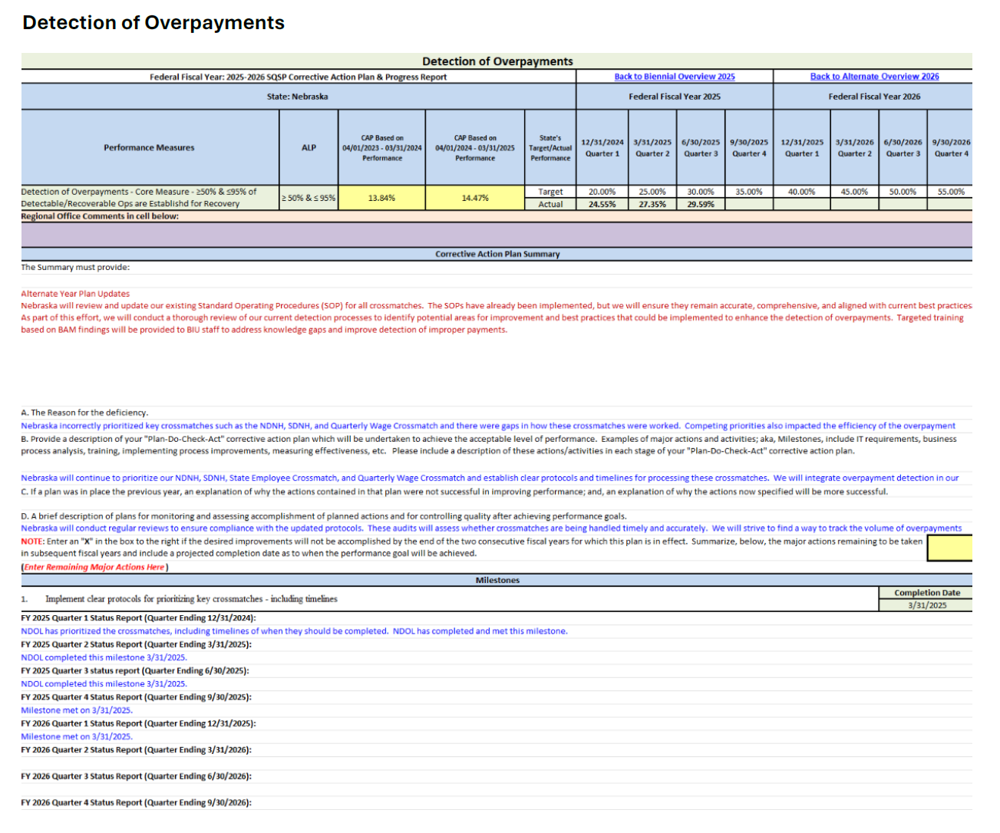 Detection of Overpayments
Detection of Overpayments
Federal Fiscal Year: 2025-2026 SQSP Corrective Action Plan & Progress Report
Back to Biennial Overview 2025
Back to Alternate Overview 2026
State: Nebraska
Federal Fiscal Year 2025
Federal Fiscal Year 2026
Performance Measures
ALP
CAP Based on
04/01/2023 - 03/31/2024
Performance
CAP Based on
04/01/2024 - 03/31/2025
Performance
State's
Target/Actual
Performance
12/31/2024
Quarter 1
3/31/2025
Quarter 2
6/30/2025
Quarter 3
9/30/2025
Quarter 4
12/31/2025
Quarter 1
3/31/2026
Quarter 2
6/30/2026
Quarter 3
9/30/2026
Quarter 4
Detection of Overpayments - Core Measure - ≥50% & ≤95% of
Detectable/Recoverable Ops are Establishd for Recovery
≥ 50% & ≤ 95%
13.84%
14.47%
Target
20.00%
25.00%
30.00%
35.00%
40.00%
45.00%
50.00%
55.00%
Actual
24.55%
27.35%
29.59%
Regional Office Comments in cell below:
Corrective Action Plan Summary
The Summary must provide:
Alternate Year Plan Updates
Nebraska will review and update our existing Standard Operating Procedures (SOP) for all crossmatches. The SOPs have already been implemented, but we will ensure they remain accurate, comprehensive, and aligned with current best practices
As part of this effort, we will conduct a thorough review of our current detection processes to identify potential areas for improvement and best practices that could be implemented to enhance the detection of overpayments. Targeted training
based on BAM findings will be provided to BIU staff to address knowledge gaps and improve detection of improper payments.
A. The Reason for the deficiency.
Nebraska incorrectly prioritized key crossmatches such as the NDNH, SDNH, and Quarterly Wage Crossmatch and there were gaps in how these crossmatches were worked. Competing priorities also impacted the efficiency of the overpayment
B. Provide a description of your "Plan-Do-Check-Act" corrective action plan which will be undertaken to achieve the acceptable level of performance. Examples of major actions and activities; aka, Milestones, include IT requirements, business
process analysis, training, implementing process improvements, measuring effectiveness, etc. Please include a description of these actions/activities in each stage of your "Plan-Do-Check-Act" corrective action plan.
Nebraska will continue to prioritize our NDNH, SDNH, State Employee Crossmatch, and Quarterly Wage Crossmatch and establish clear protocols and timelines for processing these crossmatches. We will integrate overpayment detection in our
C. If a plan was in place the previous year, an explanation of why the actions contained in that plan were not successful in improving performance; and, an explanation of why the actions now specified will be more successful.
D. A brief description of plans for monitoring and assessing accomplishment of planned actions and for controlling quality after achieving performance goals.
Nebraska will conduct regular reviews to ensure compliance with the updated protocols. These audits will assess whether crossmatches are being handled timely and accurately. We will strive to find a way to track the volume of overpayments
NOTE: Enter an "X" in the box to the right if the desired improvements will not be accomplished by the end of the two consecutive fiscal years for which this plan is in effect. Summarize, below, the major actions remaining to be taken
in subsequent fiscal years and include a projected completion date as to when the performance goal will be achieved.
(Enter Remaining Major Actions Here)
Milestones
1. Implement clear protocols for prioritizing key crossmatches - including timelines
Completion Date
3/31/2025
FY 2025 Quarter 1 Status Report (Quarter Ending 12/31/2024):
NDOL has prioritized the crossmatches, including timelines of when they should be completed. NDOL has completed and met this milestone.
FY 2025 Quarter 2 Status Report (Quarter Ending 3/31/2025):
NDOL completed this milestone 3/31/2025.
FY 2025 Quarter 3 status report (Quarter Ending 6/30/2025):
NDOL completed this milestone 3/31/2025.
FY 2025 Quarter 4 Status Report (Quarter Ending 9/30/2025):
Milestone met on 3/31/2025.
FY 2026 Quarter 1 Status Report (Quarter Ending 12/31/2025):
Milestone met on 3/31/2025.
FY 2026 Quarter 2 Status Report (Quarter Ending 3/31/2026):
FY 2026 Quarter 3 Status Report (Quarter Ending 6/30/2026):
FY 2026 Quarter 4 Status Report (Quarter Ending 9/30/2026):